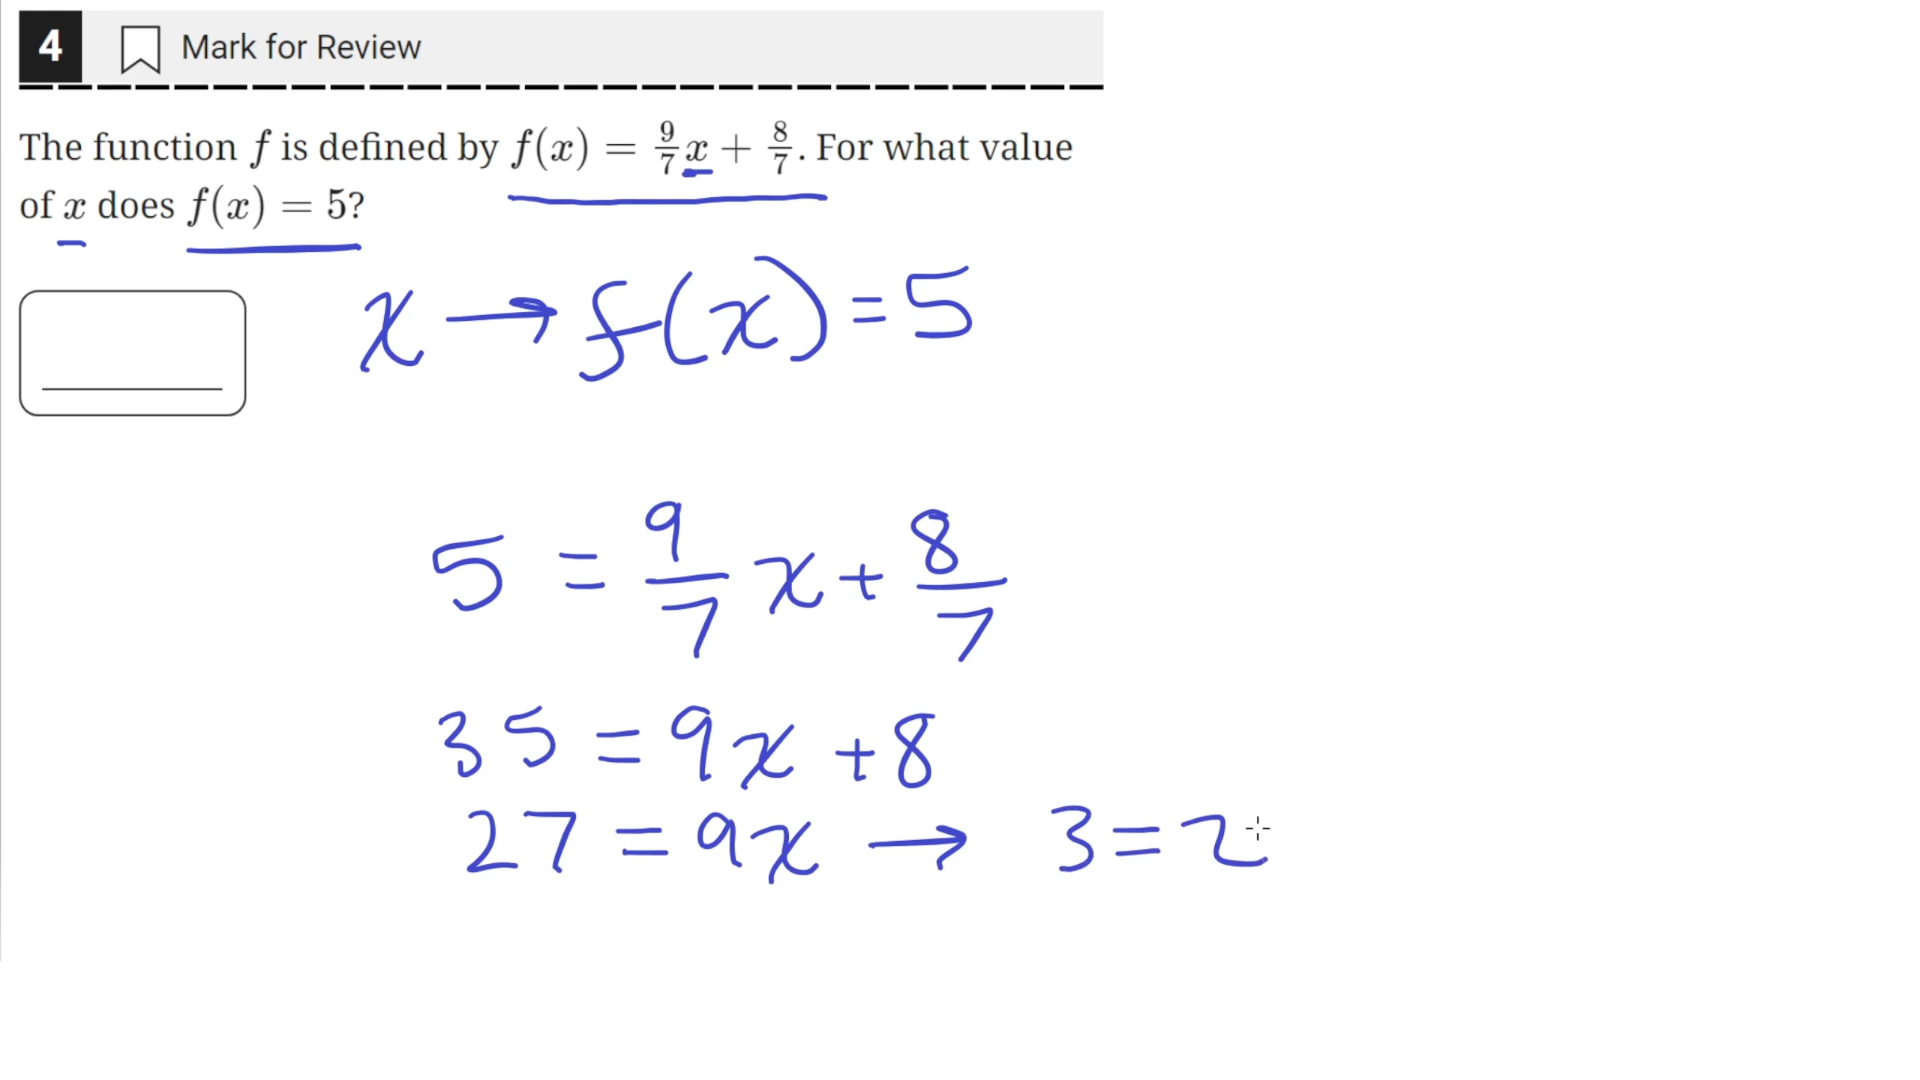 4 Mark for Review
The function f is defined by f(x) = 9/7 x + 8/7. For what value
of x does f(x) = 5?
x → f(x) = 5
5 = 9/7 x + 8/7
35 = 9x + 8
27 = 9x → 3 =